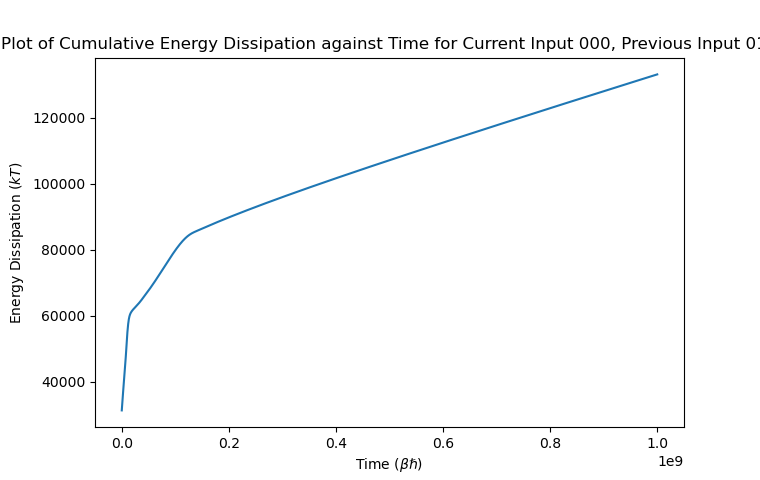 Plot of Cumulative Energy Dissipation against Time for Current Input 000, Previous Input 01
120000
100000
80000
60000
40000
Energy Dissipation (kT)
0.0 0.2 0.4 0.6 0.8 1.0
1e9
Time (βħ)